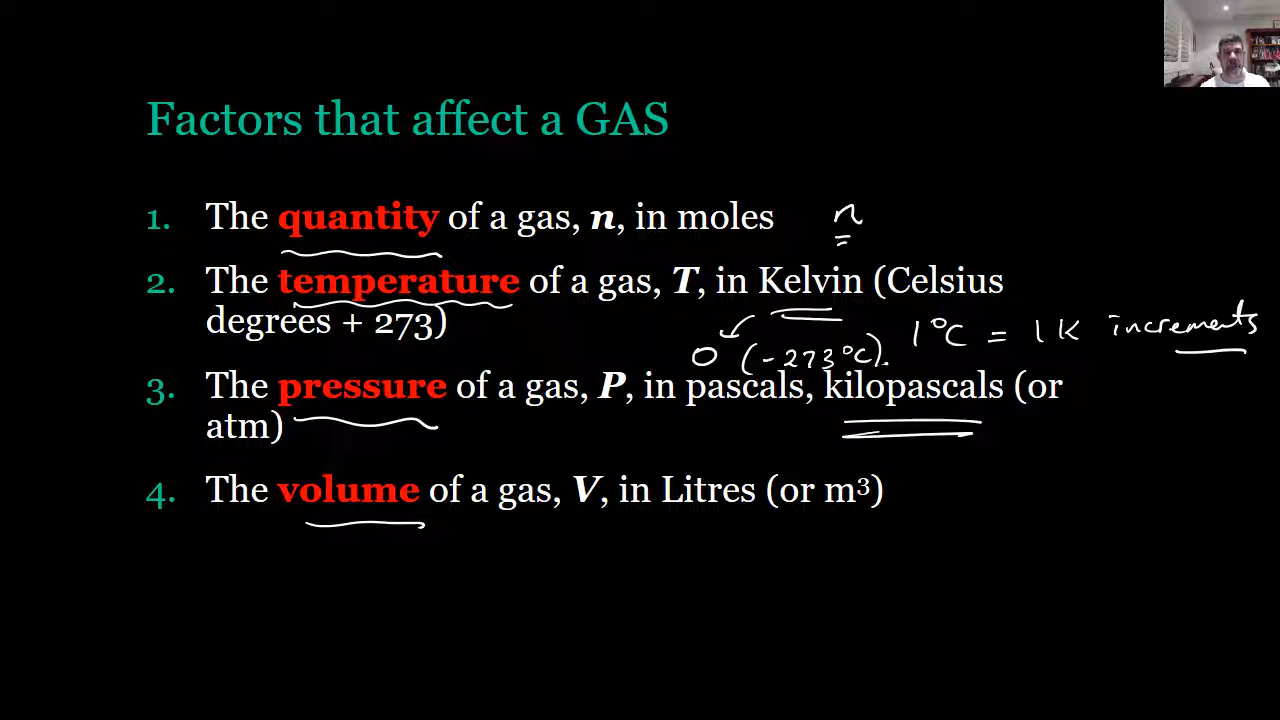 Factors that affect a GAS
1. The quantity of a gas, n, in moles n
2. The temperature of a gas, T, in Kelvin (Celsius
degrees + 273)
0 (-273°C). 1°C = 1K increments
3. The pressure of a gas, P, in pascals, kilopascals (or
atm)
4. The volume of a gas, V, in Litres (or m³)